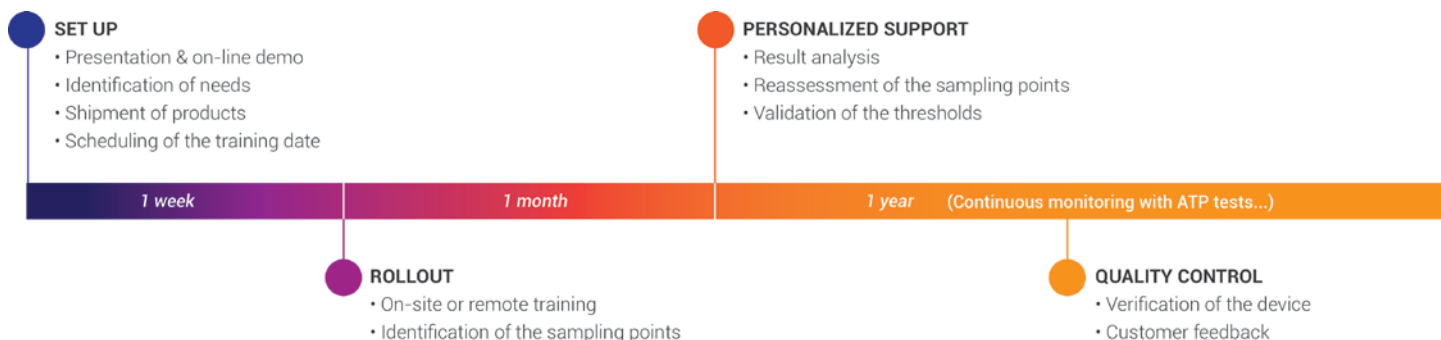 SET UP
• Presentation & on-line demo
• Identification of needs
• Shipment of products
• Scheduling of the training date
PERSONALIZED SUPPORT
• Result analysis
• Reassessment of the sampling points
• Validation of the thresholds
1 week
1 month
1 year (Continuous monitoring with ATP tests...)
ROLLOUT
• On-site or remote training
• Identification of the sampling points
QUALITY CONTROL
• Verification of the device
• Customer feedback